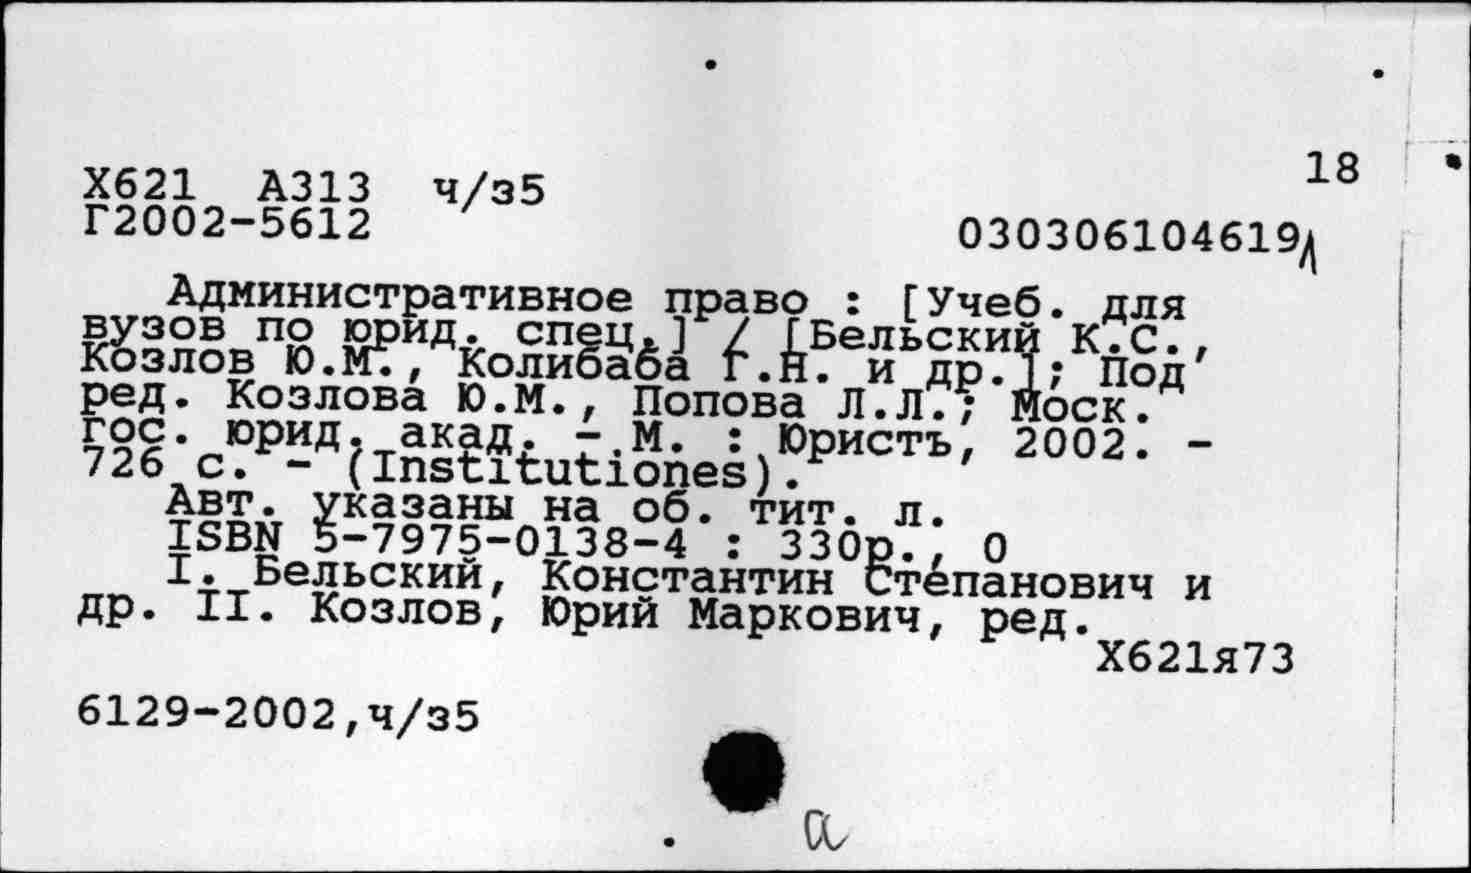 18
Х621 А313 ч/з5
Г2002-5612
030306104619д
Административное право : [Учеб. для
вузов по юрид. спец.] / [Бельский К.С.,
Козлов Ю.М., Колибаба Г.Н. и др.]; Под
ред. Козлова Ю.М., Попова Л.Л.; Моск.
гос. юрид. акад. - М. : Юристъ, 2002. -
726 с. - (Institutiones).
Авт. указаны на об. тит. л.
ISBN 5-7975-0138-4 : 330р., 0
I. Бельский, Константин Степанович и
др. II. Козлов, Юрий Маркович, ред.
Х621я73
6129-2002,ч/з5
а